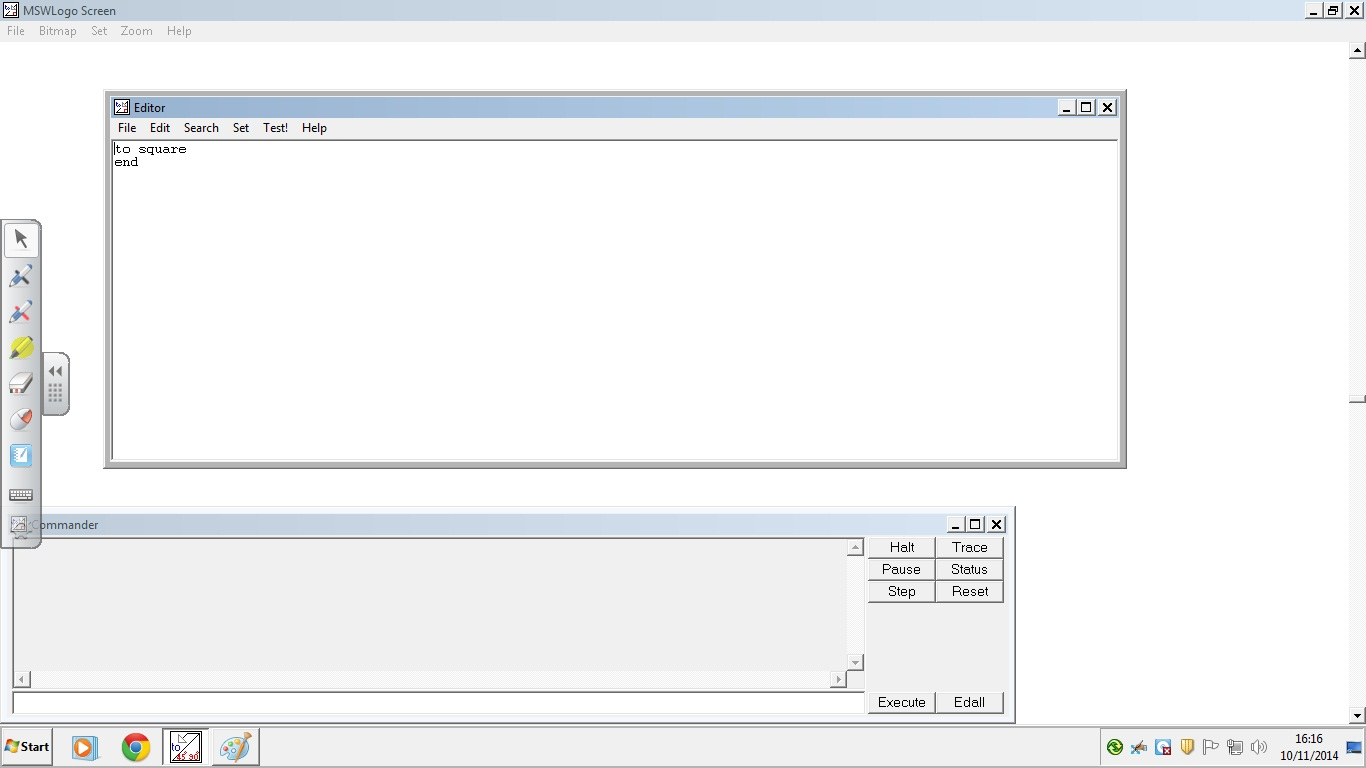 MSWLogo Screen
File Bitmap Set Zoom Help
Editor
File Edit Search Set Test! Help
to square
end
Commander
Halt Trace
Pause Status
Step Reset
Execute Edall
Start
16:16
10/11/2014